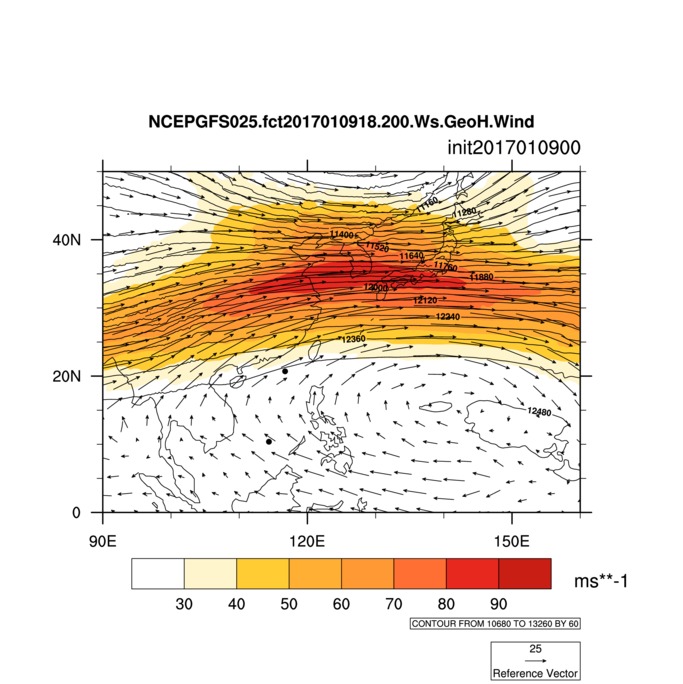 NCEPGFS025.fct2017010918.200.Ws.GeoH.Wind
init2017010900
11160
11280
40N
11400
11520
11640
11760
11880
12000
12120
12240
12360
20N
12480
0
90E 120E 150E
30 40 50 60 70 80 90
ms**-1
CONTOUR FROM 10680 TO 13260 BY 60
25
Reference Vector